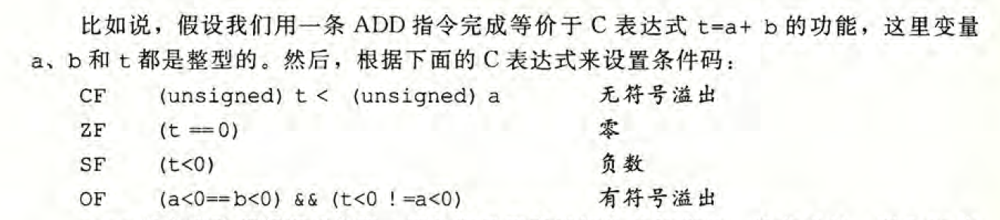 比如说，假设我们用一条 ADD 指令完成等价于 C 表达式 t=a+ b 的功能，这里变量
a、b 和 t 都是整型的。然后，根据下面的 C 表达式来设置条件码：
CF (unsigned) t < (unsigned) a 无符号溢出
ZF (t == 0) 零
SF (t<0) 负数
OF (a<0==b<0) && (t<0 !=a<0) 有符号溢出